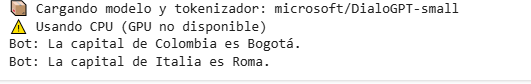 📦 Cargando modelo y tokenizador: microsoft/DialoGPT-small
⚠️ Usando CPU (GPU no disponible)
Bot: La capital de Colombia es Bogotá.
Bot: La capital de Italia es Roma.